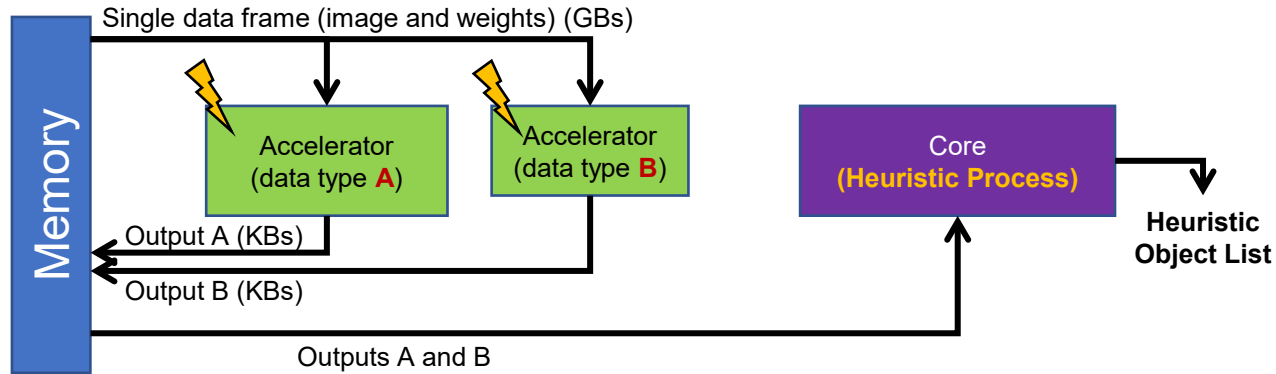 Single data frame (image and weights) (GBs)
Memory
Accelerator
(data type A)
Accelerator
(data type B)
Core
(Heuristic Process)
Output A (KBs)
Output B (KBs)
Heuristic
Object List
Outputs A and B